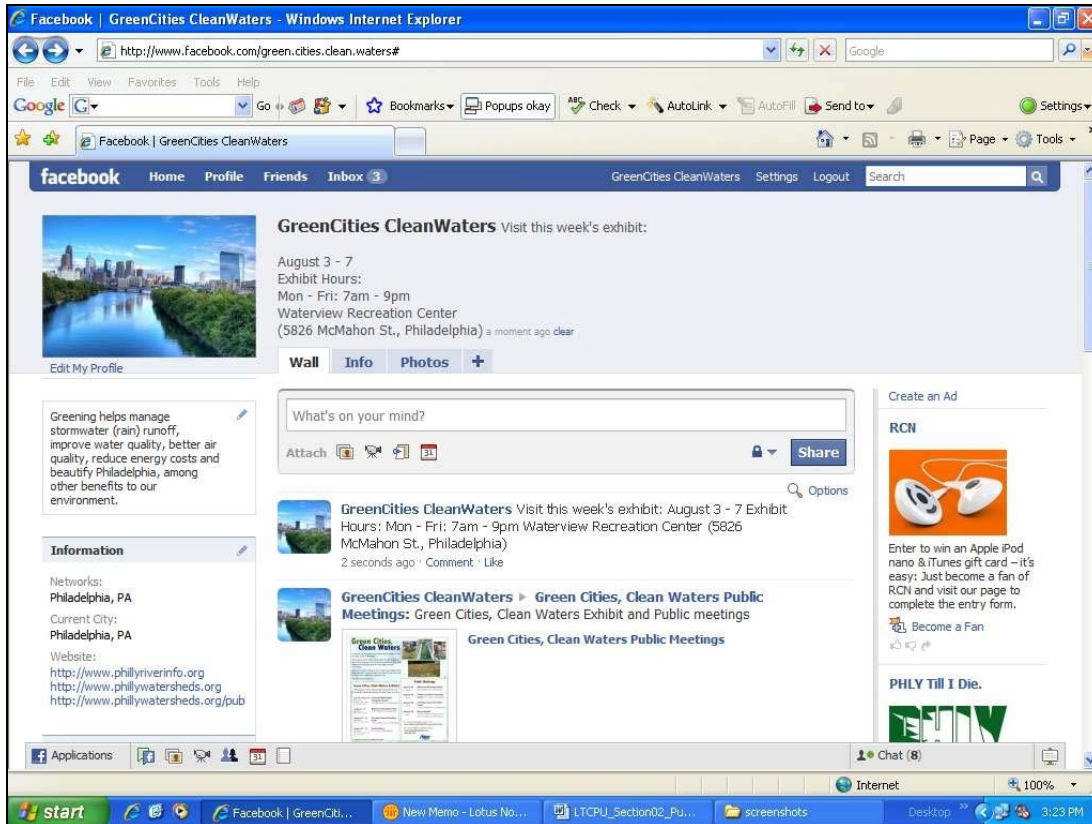 Facebook | GreenCities CleanWaters - Windows Internet Explorer
http://www.facebook.com/green.cities.clean.waters#
Google
File Edit View Favorites Tools Help
Google G Go Bookmarks Popups okay ABC Check AutoLink AutoFill Send to Settings
Facebook | GreenCities CleanWaters
Page Tools
facebook Home Profile Friends Inbox 3 GreenCities CleanWaters Settings Logout Search
GreenCities CleanWaters Visit this week's exhibit:
August 3 - 7
Exhibit Hours:
Mon - Fri: 7am - 9pm
Waterview Recreation Center
(5826 McMahon St., Philadelphia) a moment ago clear
Edit My Profile
Wall Info Photos +
Greening helps manage
stormwater (rain) runoff,
improve water quality, better air
quality, reduce energy costs and
beautify Philadelphia, among
other benefits to our
environment.
Information
Networks:
Philadelphia, PA
Current City:
Philadelphia, PA
Website:
http://www.phillyriverinfo.org
http://www.phillywatersheds.org
http://www.phillywatersheds.org/pub
What's on your mind?
Attach 31 Share
Options
GreenCities CleanWaters Visit this week's exhibit: August 3 - 7 Exhibit
Hours: Mon - Fri: 7am - 9pm Waterview Recreation Center (5826
McMahon St., Philadelphia)
2 seconds ago · Comment · Like
GreenCities CleanWaters Green Cities, Clean Waters Public
Meetings: Green Cities, Clean Waters Exhibit and Public meetings
Green Cities,
Clean Waters
Green Cities, Clean Waters Public Meetings
Create an Ad
RCN
Enter to win an Apple iPod
nano & iTunes gift card – it's
easy: Just become a fan of
RCN and visit our page to
complete the entry form.
Become a Fan
PHLY Till I Die.
Applications 31 Chat (8)
Internet 100%
start Facebook | GreenCiti... New Memo - Lotus No... LTCPU_Section02_Pu... screenshots Desktop 3:23 PM